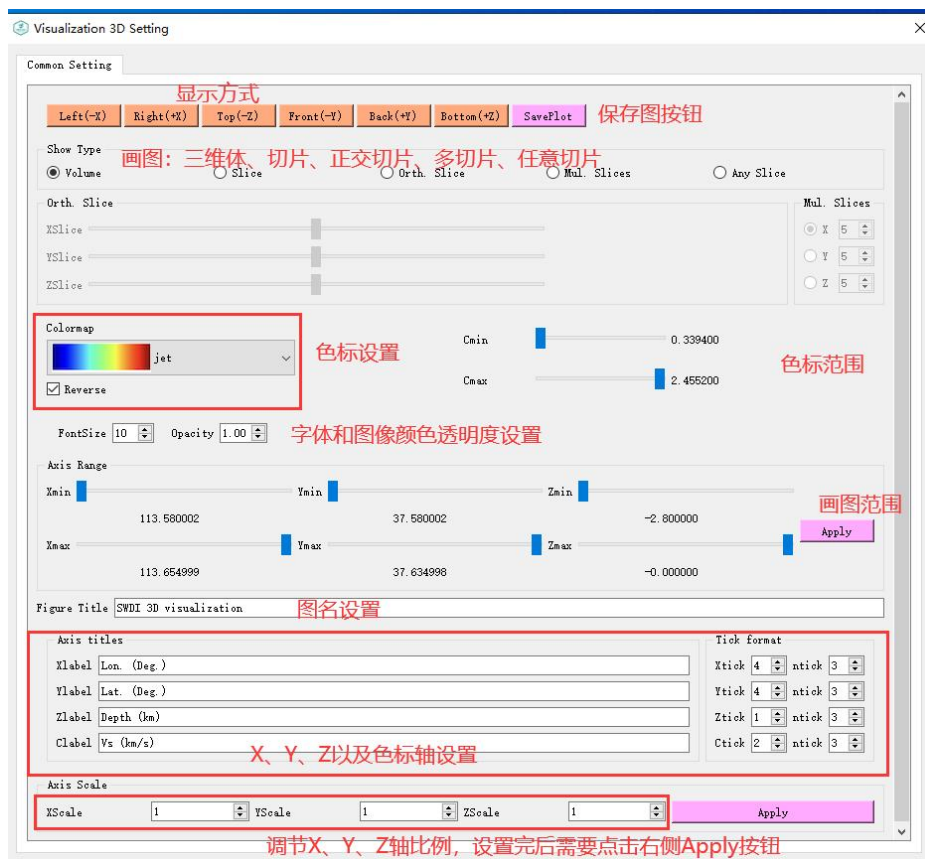 Visualization 3D Setting
Common Setting
显示方式
Left(-X) Right(+X) Top(-Z) Front(-Y) Back(+Y) Bottom(+Z) SavePlot 保存图按钮
Show Type
画图：三维体、切片、正交切片、多切片、任意切片
Volume Slice Orth. Slice Mul. Slices Any Slice
Orth. Slice Mul. Slices
XSlice X 5
YSlice Y 5
ZSlice Z 5
Colormap
Cmin 0.339400
jet 色标设置 色标范围
Cmax 2.455200
Reverse
FontSize 10 Opacity 1.00 字体和图像颜色透明度设置
Axis Range
Xmin Ymin Zmin
画图范围
113.580002 37.580002 -2.800000
Apply
Xmax Ymax Zmax
113.654999 37.634998 -0.000000
Figure Title SWDI 3D visualization 图名设置
Axis titles Tick format
Xlabel Lon. (Deg.) Xtick 4 ntick 3
Ylabel Lat. (Deg.) Ytick 4 ntick 3
Zlabel Depth (km) Ztick 1 ntick 3
Clabel Vs (km/s) Ctick 2 ntick 3
X、Y、Z以及色标轴设置
Axis Scale
XScale 1 YScale 1 ZScale 1 Apply
调节X、Y、Z轴比例，设置完后需要点击右侧Apply按钮